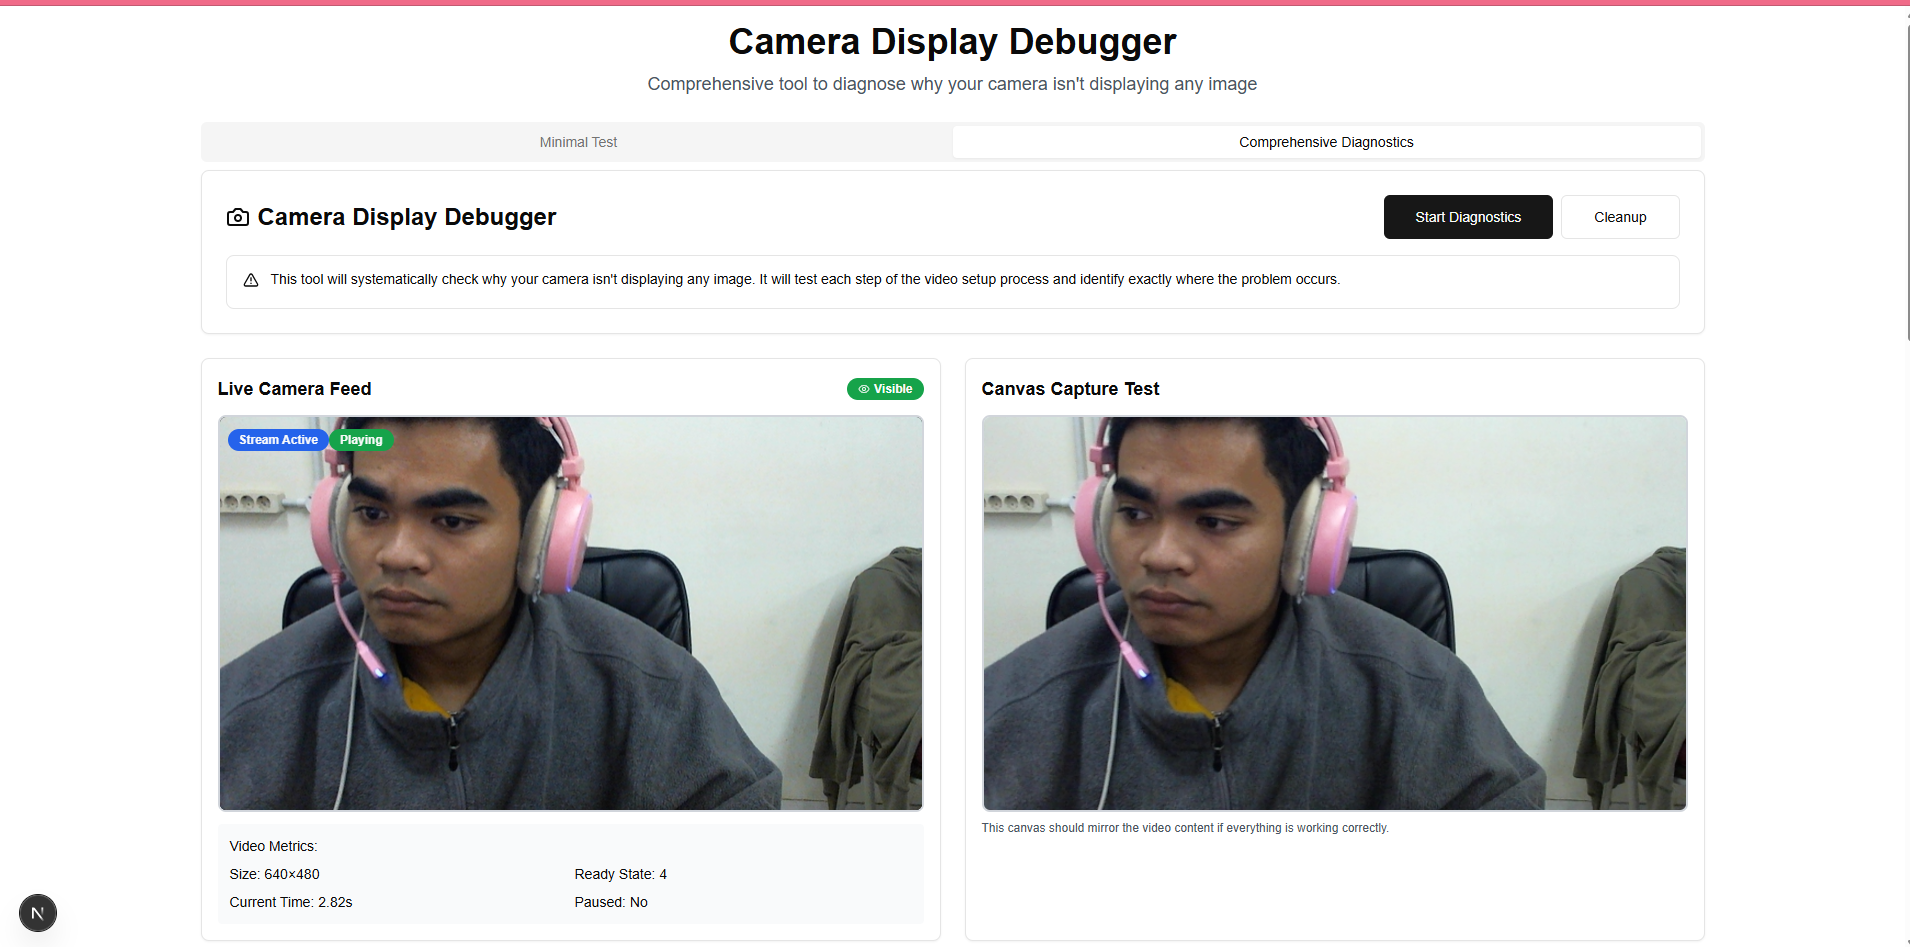 Camera Display Debugger
Comprehensive tool to diagnose why your camera isn't displaying any image
Minimal Test
Comprehensive Diagnostics
Camera Display Debugger
Start Diagnostics
Cleanup
This tool will systematically check why your camera isn't displaying any image. It will test each step of the video setup process and identify exactly where the problem occurs.
Live Camera Feed
Visible
Stream Active
Playing
Video Metrics:
Size: 640×480
Ready State: 4
Current Time: 2.82s
Paused: No
Canvas Capture Test
This canvas should mirror the video content if everything is working correctly.
N